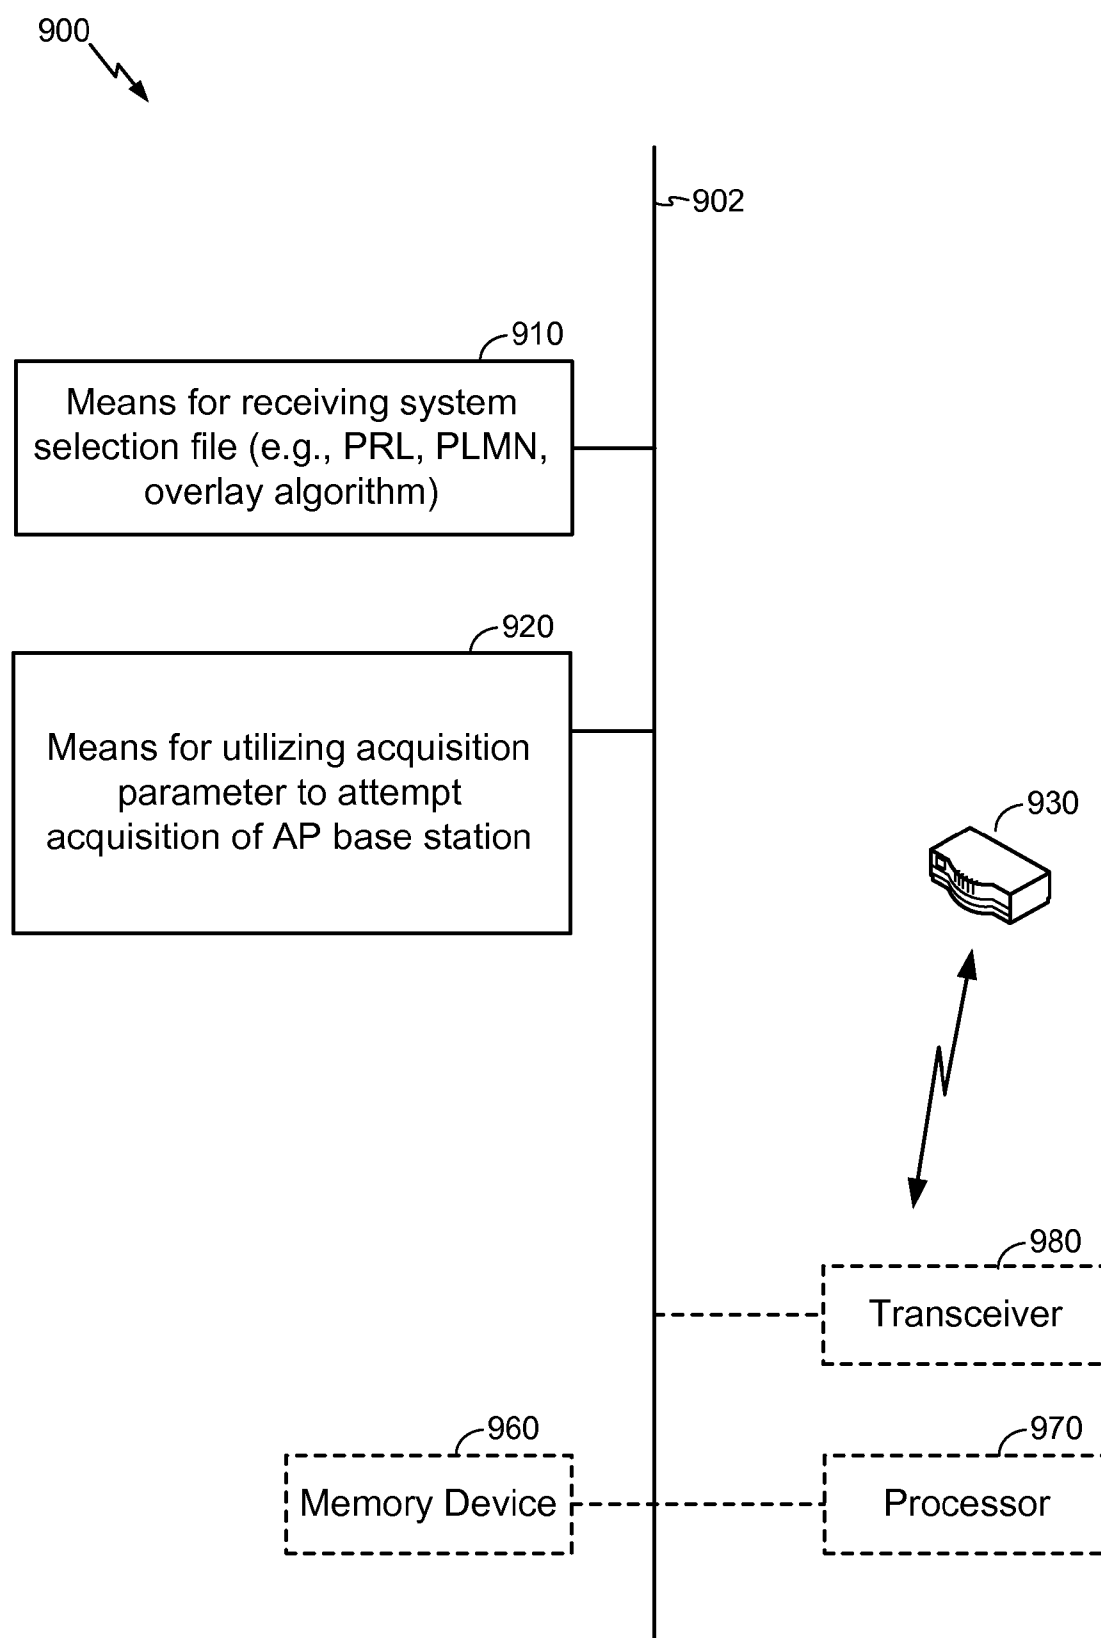 900
902
910
Means for receiving system
selection file (e.g., PRL, PLMN,
overlay algorithm)
920
Means for utilizing acquisition
parameter to attempt
acquisition of AP base station
930
980
Transceiver
960
Memory Device
970
Processor